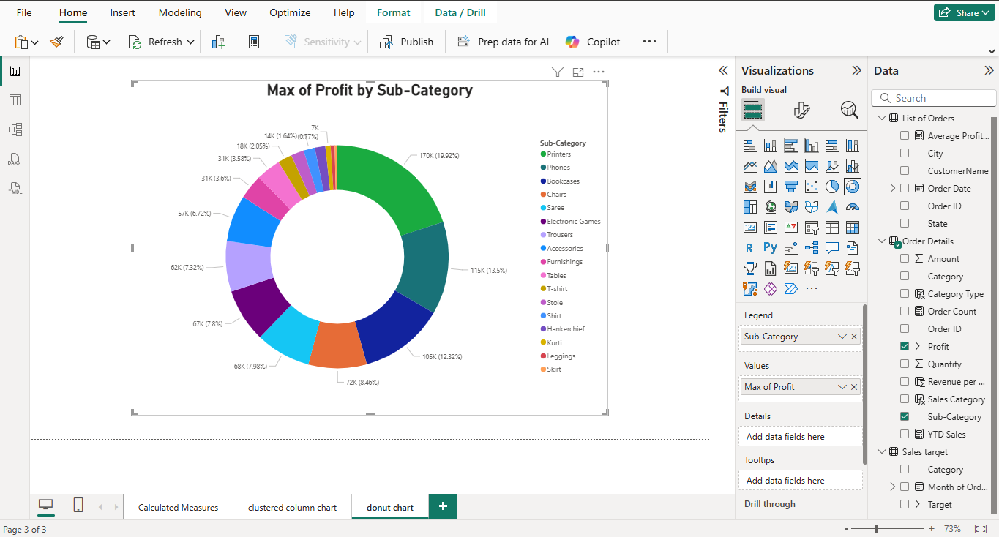 File Home Insert Modeling View Optimize Help Format Data / Drill Share
Refresh Sensitivity Publish Prep data for AI Copilot
Max of Profit by Sub-Category
7K
14K (1.64%) (0.77%)
18K (2.05%)
31K (3.58%)
31K (3.6%)
57K (6.72%)
62K (7.32%)
67K (7.8%)
68K (7.98%)
72K (8.46%)
105K (12.32%)
115K (13.5%)
170K (19.92%)
Sub-Category
Printers
Phones
Bookcases
Chairs
Saree
Electronic Games
Trousers
Accessories
Furnishings
Tables
T-shirt
Stole
Shirt
Hankerchief
Kurti
Leggings
Skirt
DAX
TMDL
Filters
Visualizations
Build visual
123
R Py
123
Legend
Sub-Category
Values
Max of Profit
Details
Add data fields here
Tooltips
Add data fields here
Drill through
Data
Search
List of Orders
Average Profit...
City
CustomerName
Order Date
Order ID
State
Order Details
Amount
Category
Category Type
Order Count
Order ID
Profit
Quantity
Revenue per ...
Sales Category
Sub-Category
YTD Sales
Sales target
Category
Month of Ord...
Target
Calculated Measures clustered column chart donut chart +
Page 3 of 3
- + 73%